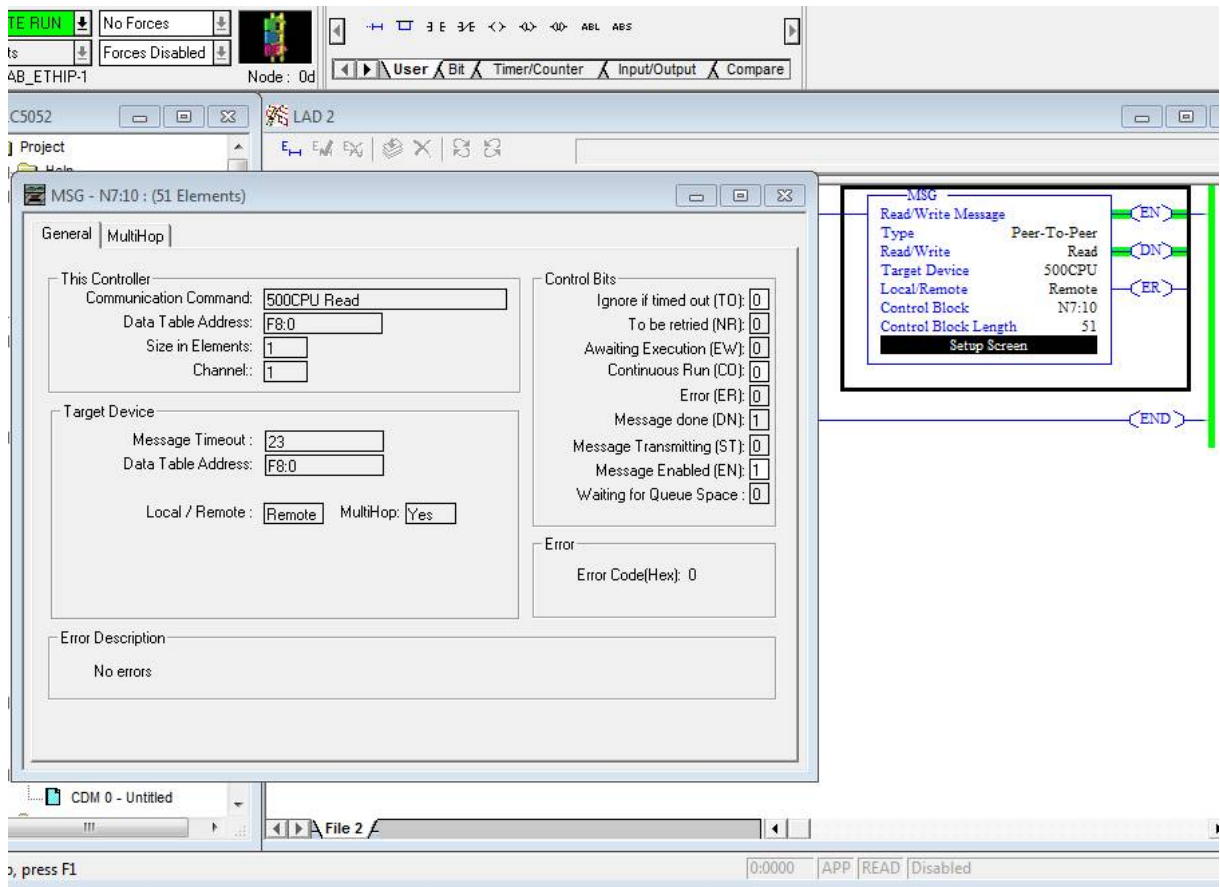 TE RUN
No Forces
ts
Forces Disabled
AB_ETHIP-1
Node : 0d
ABL ABS
User Bit Timer/Counter Input/Output Compare
C5052
LAD 2
Project
Help
MSG - N7:10 : (51 Elements)
General MultiHop
This Controller
Communication Command: 500CPU Read
Data Table Address: F8:0
Size in Elements: 1
Channel:: 1
Target Device
Message Timeout : 23
Data Table Address: F8:0
Local / Remote : Remote MultiHop: Yes
Control Bits
Ignore if timed out (TO): 0
To be retried (NR): 0
Awaiting Execution (EW): 0
Continuous Run (CO): 0
Error (ER): 0
Message done (DN): 1
Message Transmitting (ST): 0
Message Enabled (EN): 1
Waiting for Queue Space : 0
Error
Error Code(Hex): 0
Error Description
No errors
MSG
Read/Write Message
Type Peer-To-Peer
Read/Write Read
Target Device 500CPU
Local/Remote Remote
Control Block N7:10
Control Block Length 51
Setup Screen
EN
DN
ER
END
CDM 0 - Untitled
File 2
p, press F1
0:0000 APP READ Disabled